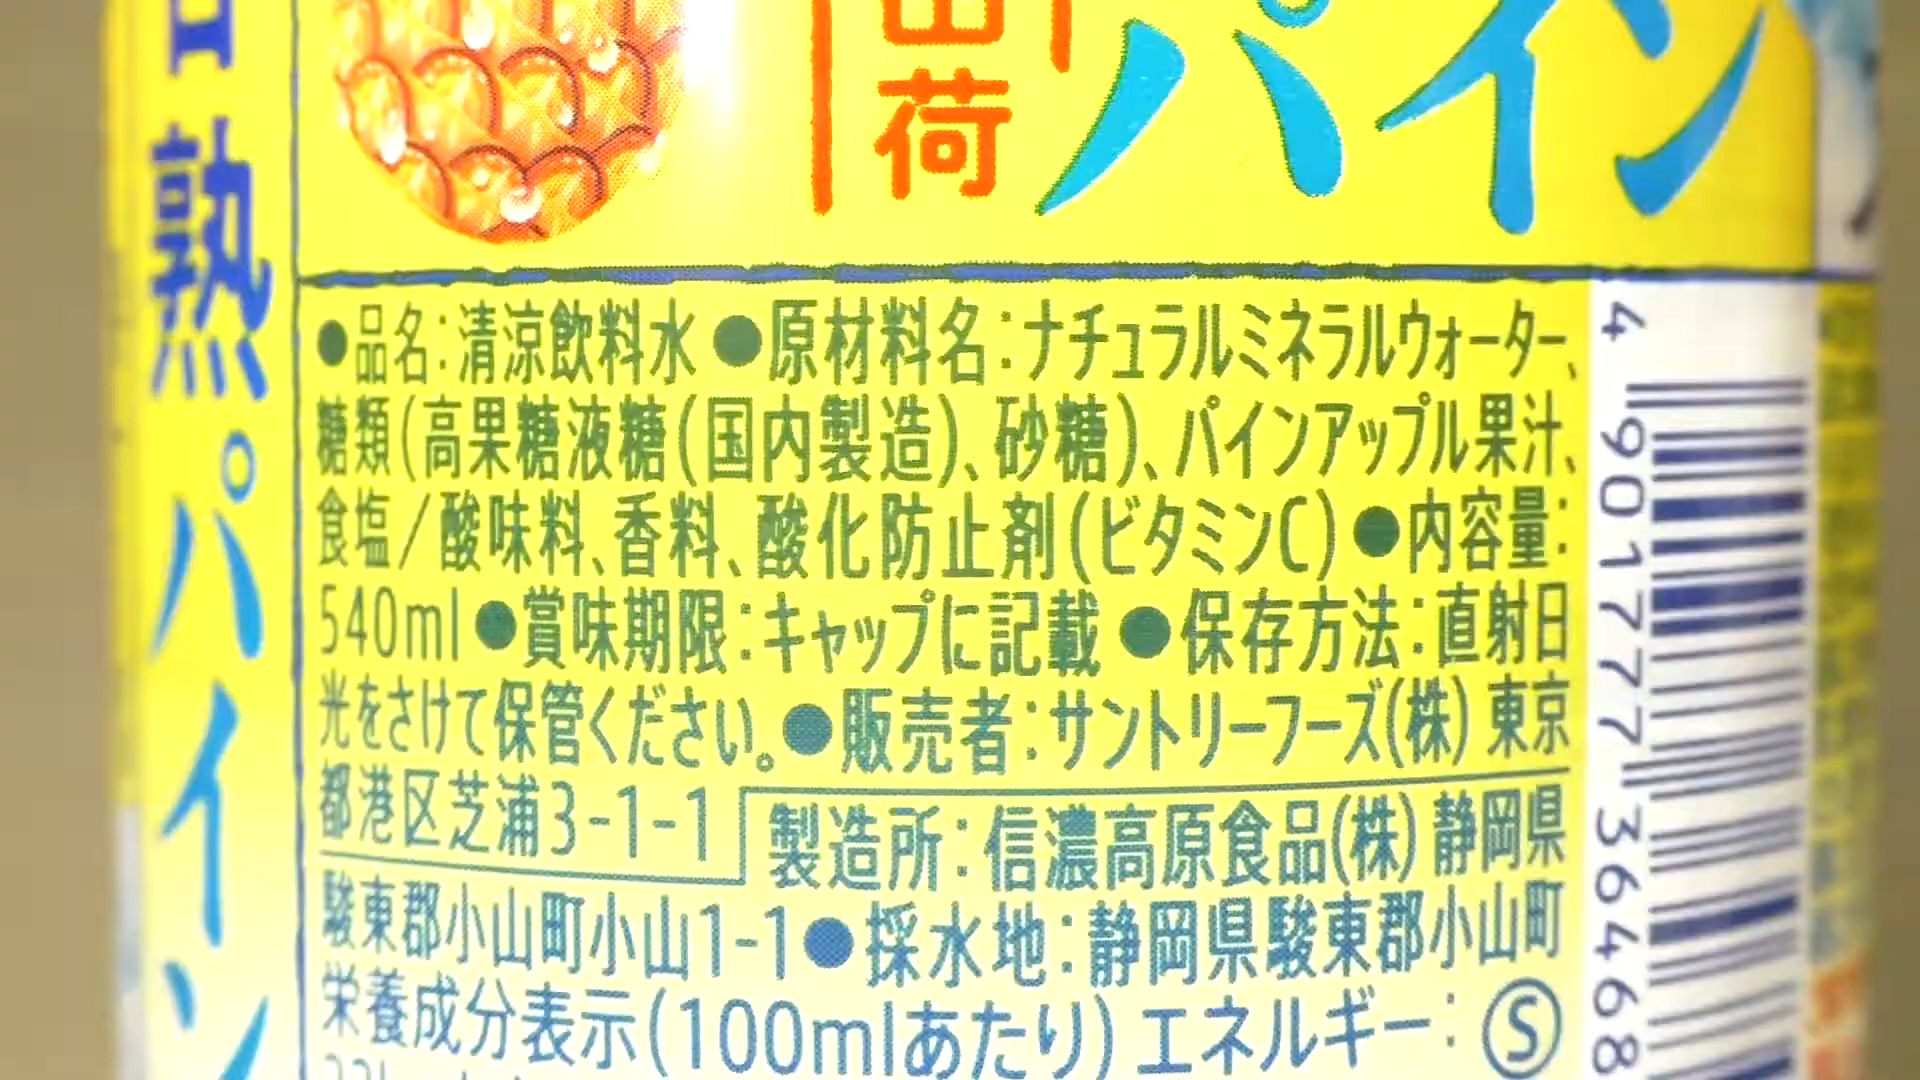 熟パイン
荷
パイン
●品名:清涼飲料水 ●原材料名:ナチュラルミネラルウォーター、
糖類(高果糖液糖(国内製造)、砂糖)、パインアップル果汁、
食塩/酸味料、香料、酸化防止剤(ビタミンC) ●内容量:
540ml ●賞味期限:キャップに記載 ●保存方法:直射日
光をさけて保管ください。●販売者:サントリーフーズ(株) 東京
都港区芝浦3-1-1
製造所:信濃高原食品(株) 静岡県
駿東郡小山町小山1-1●採水地:静岡県駿東郡小山町
栄養成分表示(100mlあたり) エネルギー: Ⓢ
4 901777 364684